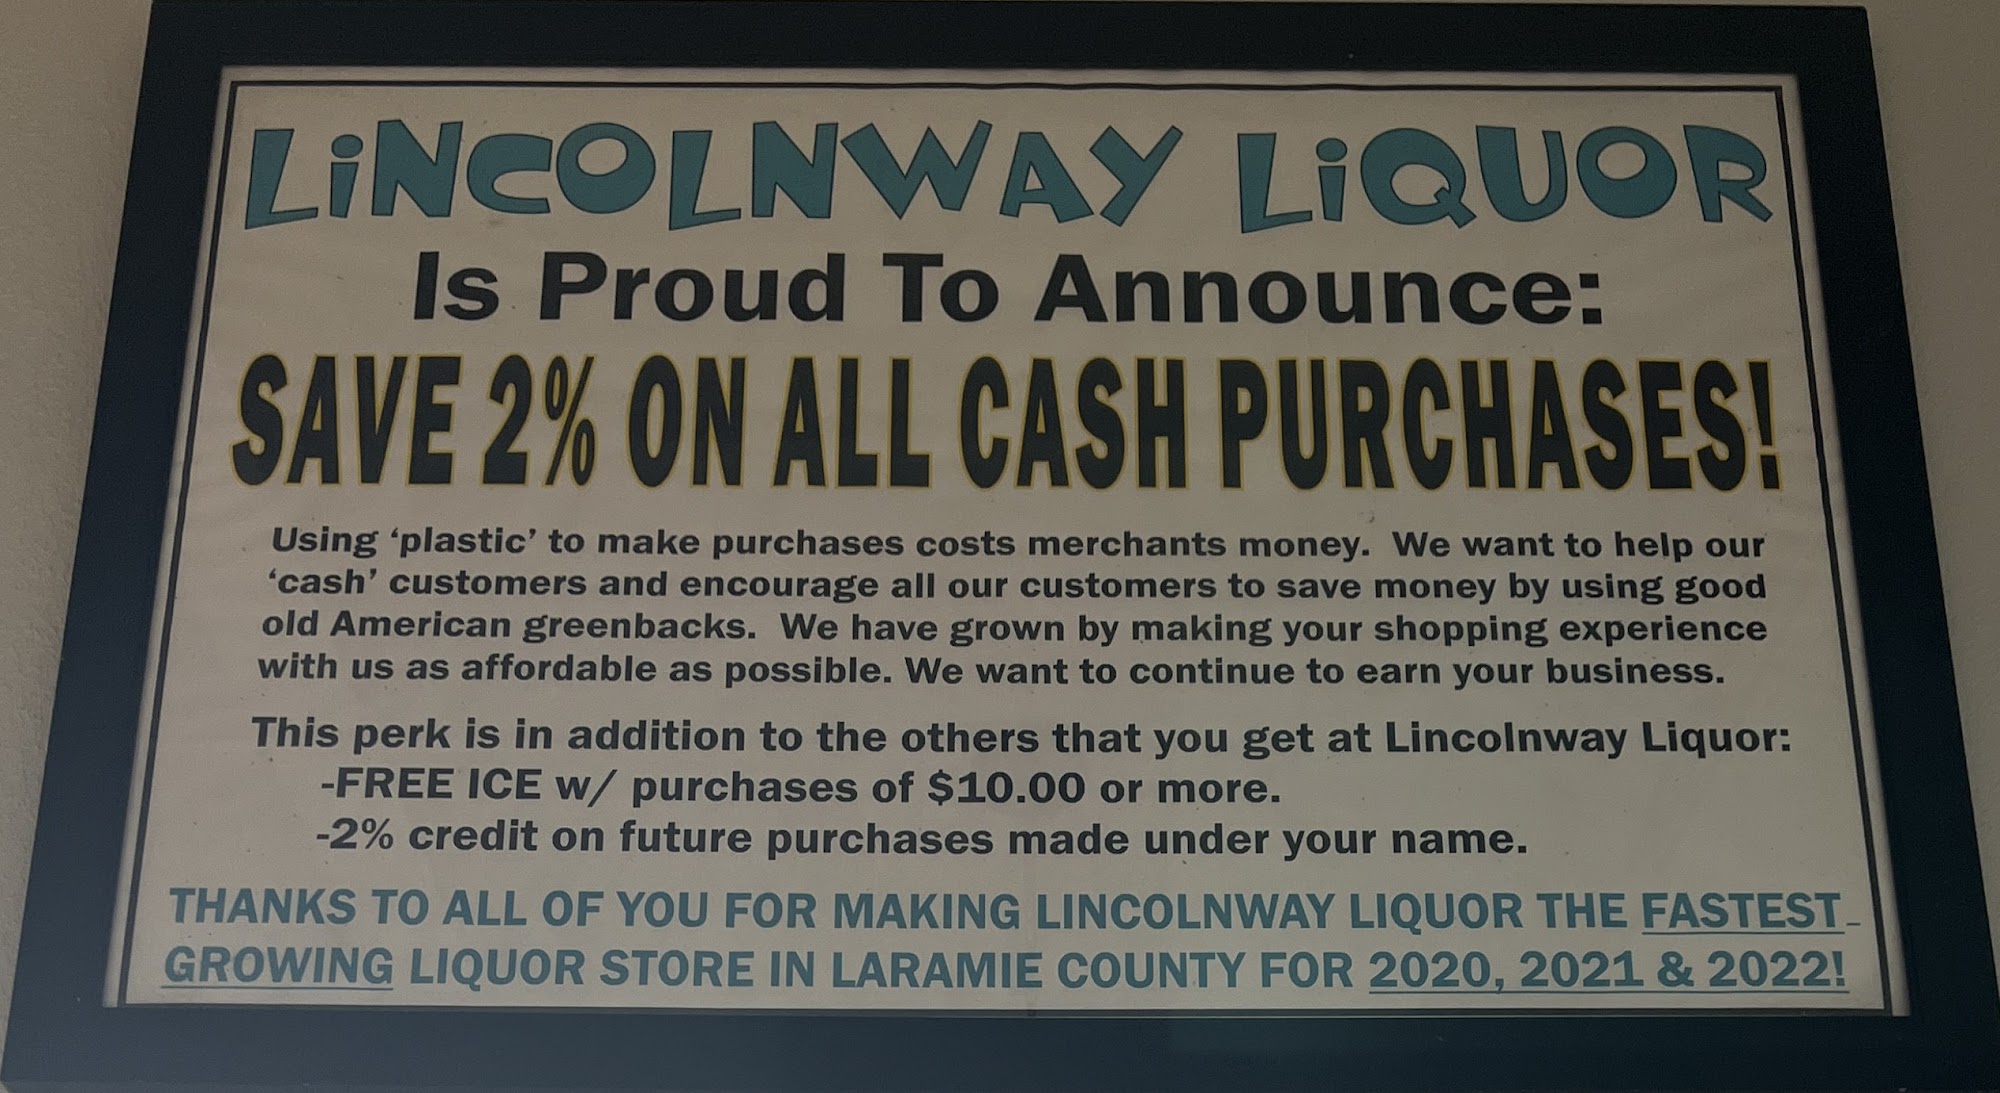 LiNCOLNWAY LiQUOR
Is Proud To Announce:
SAVE 2% ON ALL CASH PURCHASES!
Using ‘plastic’ to make purchases costs merchants money.  We want to help our
‘cash’ customers and encourage all our customers to save money by using good
old American greenbacks.  We have grown by making your shopping experience
with us as affordable as possible. We want to continue to earn your business.
This perk is in addition to the others that you get at Lincolnway Liquor:
-FREE ICE w/ purchases of $10.00 or more.
-2% credit on future purchases made under your name.
THANKS TO ALL OF YOU FOR MAKING LINCOLNWAY LIQUOR THE FASTEST-
GROWING LIQUOR STORE IN LARAMIE COUNTY FOR 2020, 2021 & 2022!